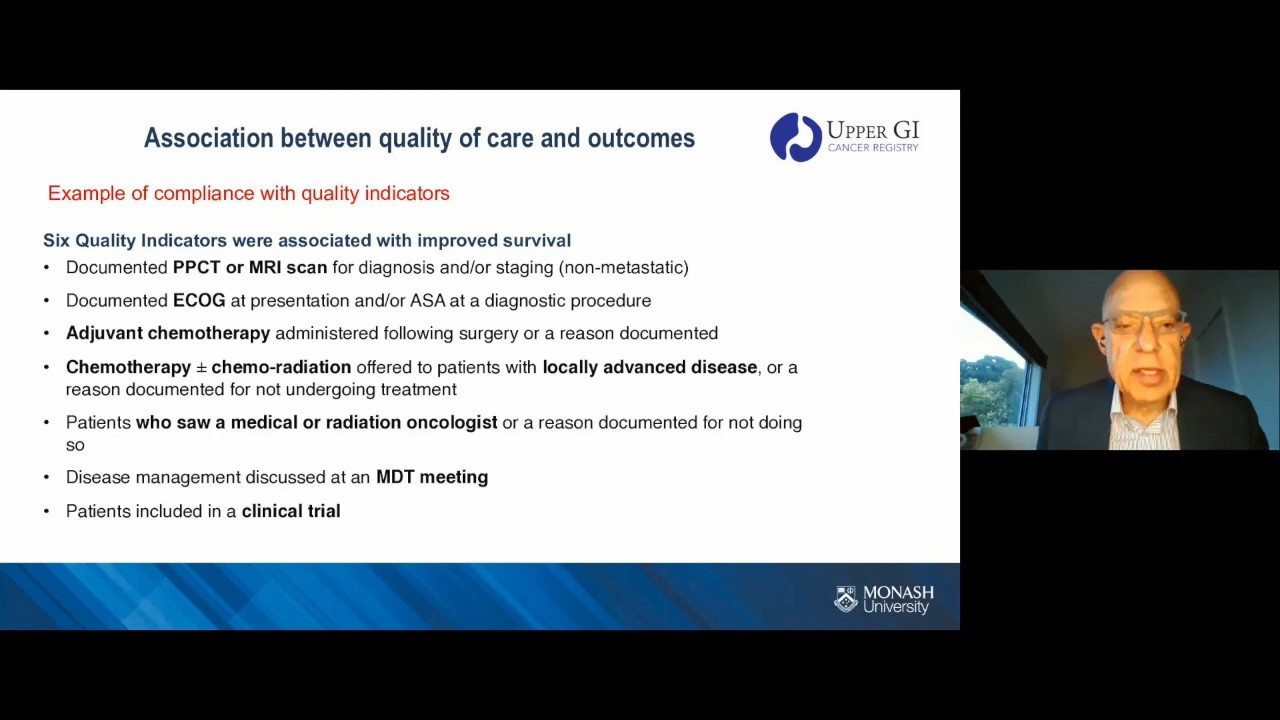 Association between quality of care and outcomes
UPPER GI
CANCER REGISTRY
Example of compliance with quality indicators
Six Quality Indicators were associated with improved survival
• Documented PPCT or MRI scan for diagnosis and/or staging (non-metastatic)
• Documented ECOG at presentation and/or ASA at a diagnostic procedure
• Adjuvant chemotherapy administered following surgery or a reason documented
• Chemotherapy ± chemo-radiation offered to patients with locally advanced disease, or a
reason documented for not undergoing treatment
• Patients who saw a medical or radiation oncologist or a reason documented for not doing
so
• Disease management discussed at an MDT meeting
• Patients included in a clinical trial
MONASH
University